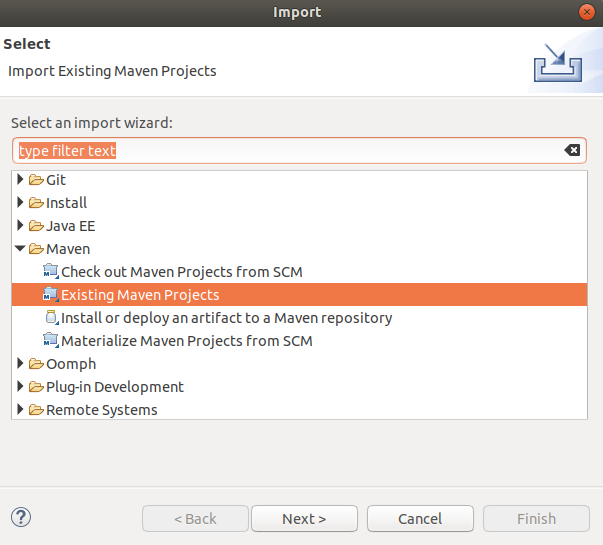 Import
Select
Import Existing Maven Projects
Select an import wizard:
type filter text
Git
Install
Java EE
Maven
Check out Maven Projects from SCM
Existing Maven Projects
Install or deploy an artifact to a Maven repository
Materialize Maven Projects from SCM
Oomph
Plug-in Development
Remote Systems
? < Back Next > Cancel Finish